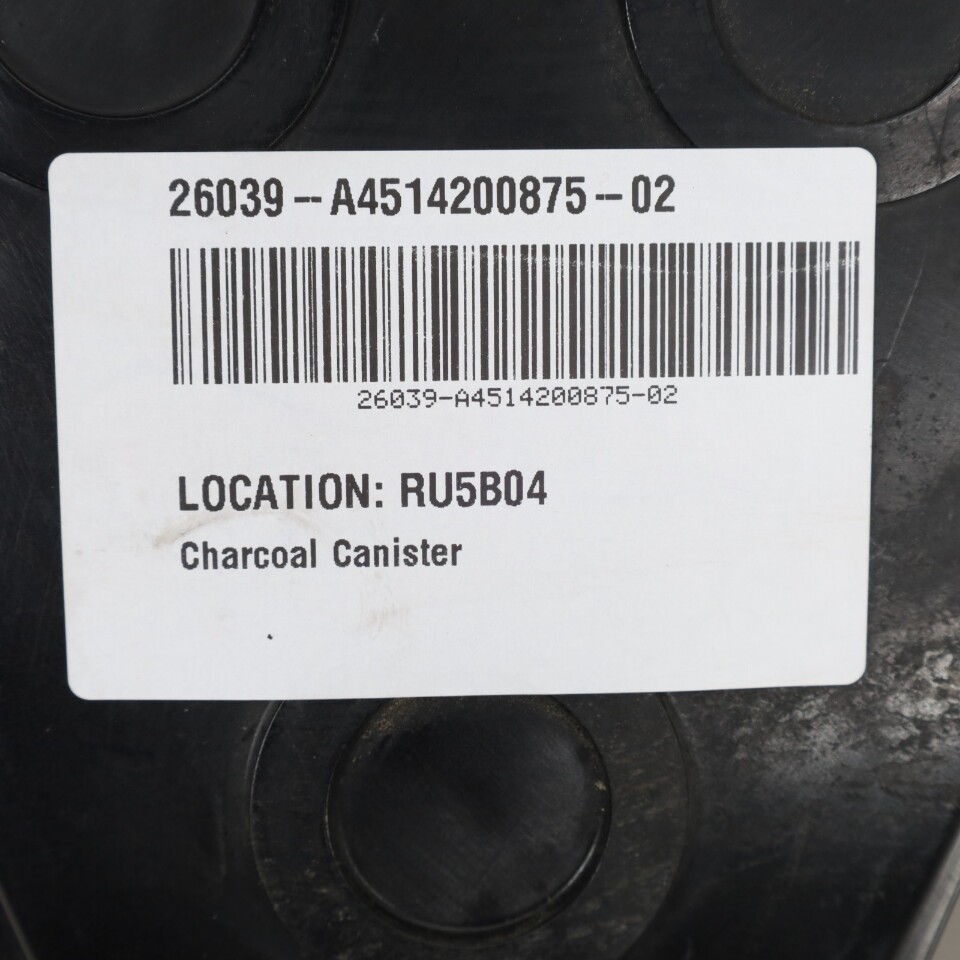 26039--A4514200875--02
26039-A4514200875-02
LOCATION: RU5B04
Charcoal Canister